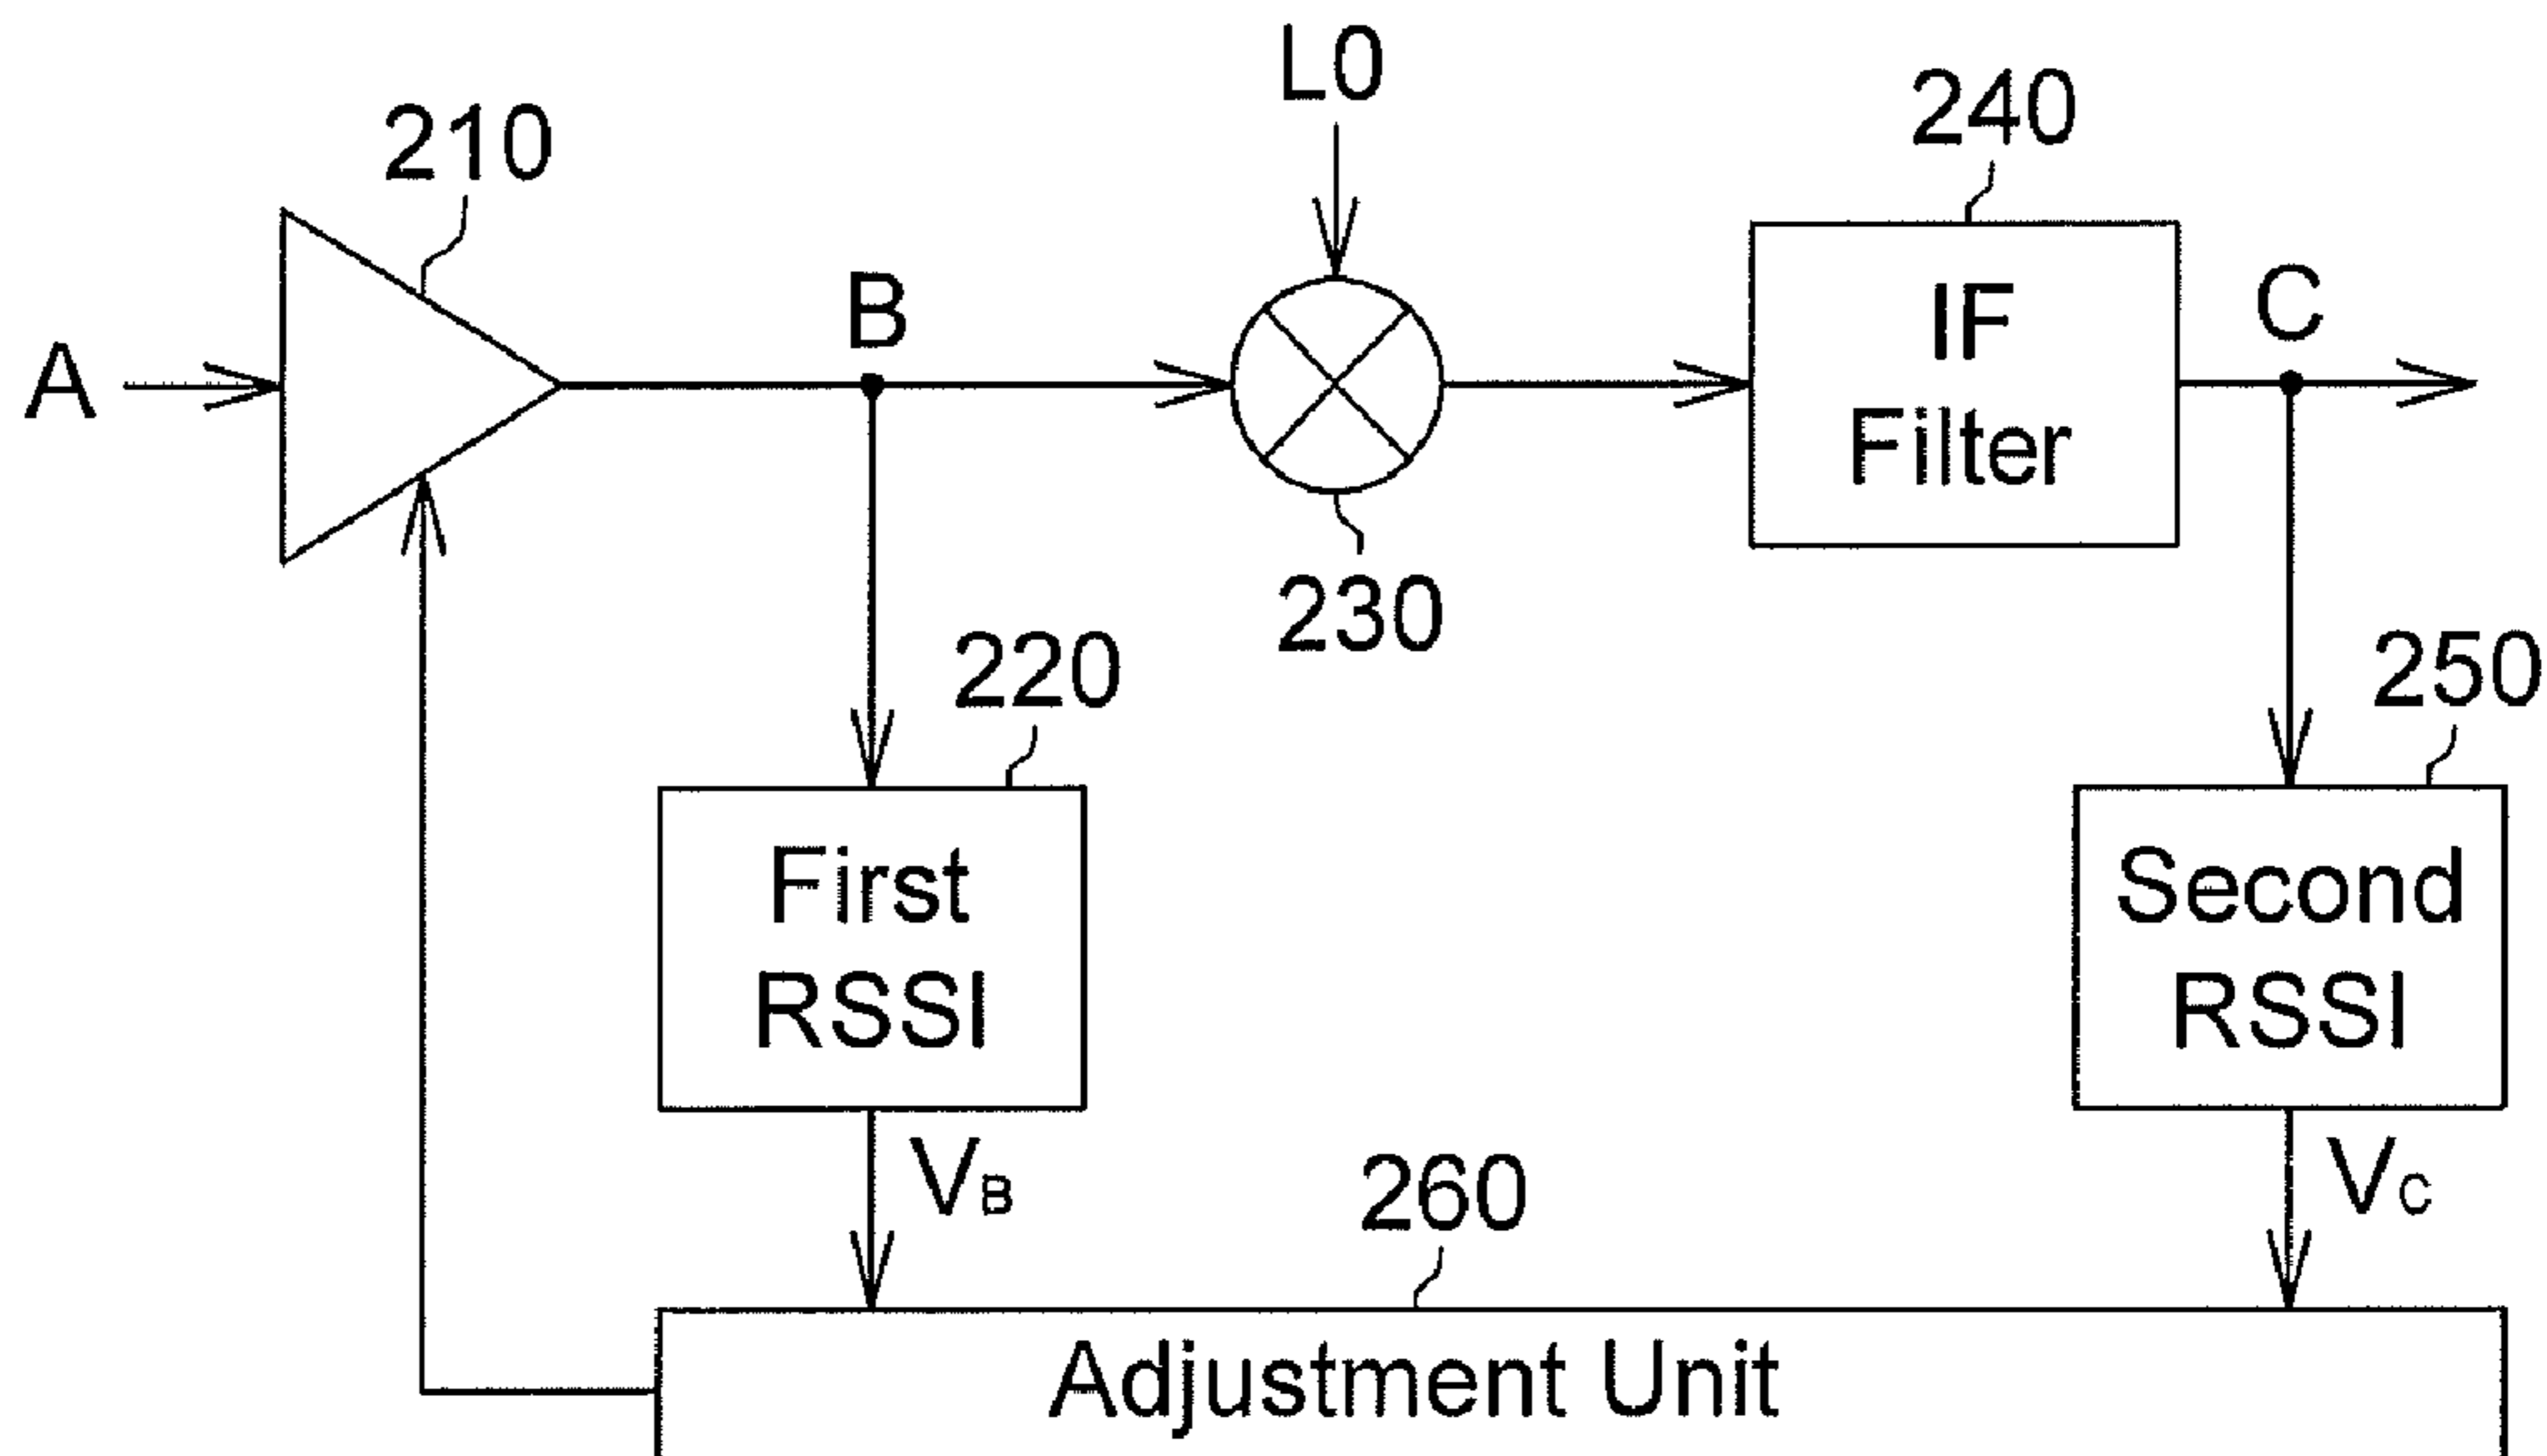 L0
210
240
A
B
IF
Filter
C
230
220
250
First
RSSI
Second
RSSI
VB
260
VC
Adjustment Unit